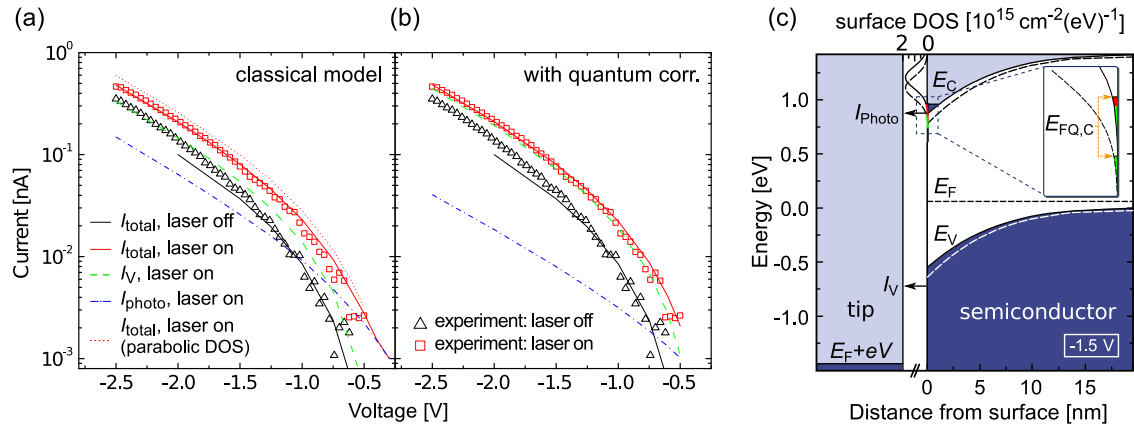 (a)
(b)
(c)
surface DOS [10^15 cm^-2(eV)^-1]
2 0
10^0
10^-1
10^-2
10^-3
Current [nA]
classical model
I_total, laser off
I_total, laser on
I_V, laser on
I_photo, laser on
I_total, laser on
(parabolic DOS)
with quantum corr.
experiment: laser off
experiment: laser on
-2.5 -2.0 -1.5 -1.0 -0.5
-2.5 -2.0 -1.5 -1.0 -0.5
Voltage [V]
Energy [eV]
1.0
0.5
0.0
-0.5
-1.0
E_C
I_Photo
E_FQ,C
E_F
E_V
I_V
tip
semiconductor
E_F+eV
-1.5 V
0 5 10 15
Distance from surface [nm]